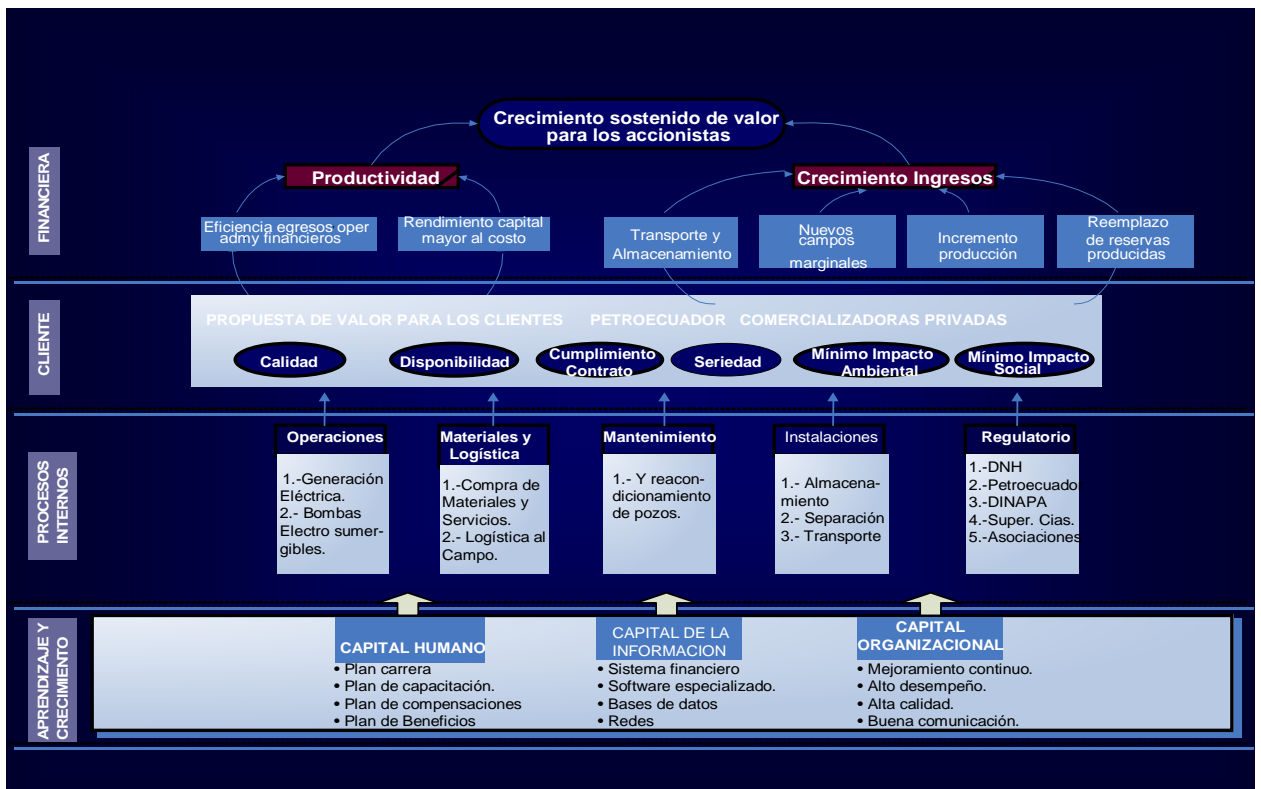 Crecimiento sostenido de valor
para los accionistas
FINANCIERA
Productividad
Crecimiento Ingresos
Eficiencia egresos oper
admy financieros
Rendimiento capital
mayor al costo
Transporte y
Almacenamiento
Nuevos
campos
marginales
Incremento
producción
Reemplazo
de reservas
producidas
CLIENTE
PROPUESTA DE VALOR PARA LOS CLIENTES PETROECUADOR COMERCIALIZADORAS PRIVADAS
Calidad
Disponibilidad
Cumplimiento
Contrato
Seriedad
Mínimo Impacto
Ambiental
Mínimo Impacto
Social
PROCESOS
INTERNOS
Operaciones
1.-Generación
Eléctrica.
2.- Bombas
Electro sumer-
gibles.
Materiales y
Logística
1.-Compra de
Materiales y
Servicios.
2.- Logística al
Campo.
Mantenimiento
1.- Y reacon-
dicionamiento
de pozos.
Instalaciones
1.- Almacena-
miento
2.- Separación
3.- Transporte
Regulatorio
1.-DNH
2.-Petroecuador
3.-DINAPA
4.-Super. Cias.
5.-Asociaciones
APRENDIZAJE Y
CRECIMIENTO
CAPITAL HUMANO
• Plan carrera
• Plan de capacitación.
• Plan de compensaciones
• Plan de Beneficios
CAPITAL DE LA
INFORMACION
• Sistema financiero
• Software especializado.
• Bases de datos
• Redes
CAPITAL
ORGANIZACIONAL
• Mejoramiento continuo.
• Alto desempeño.
• Alta calidad.
• Buena comunicación.